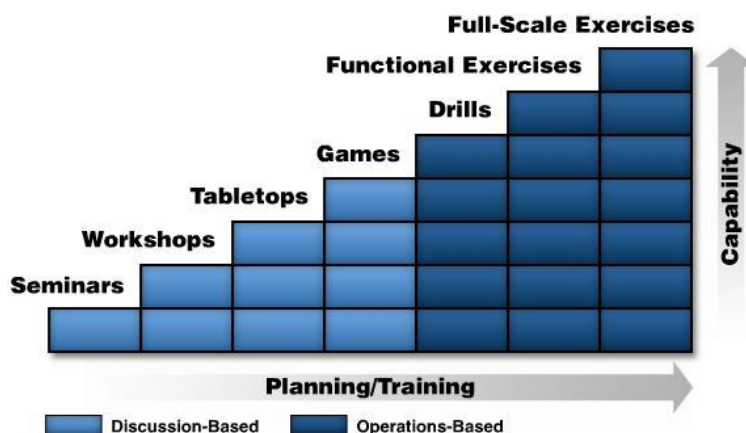 Full-Scale Exercises
Functional Exercises
Drills
Games
Tabletops
Workshops
Seminars
Capability
Planning/Training
Discussion-Based Operations-Based